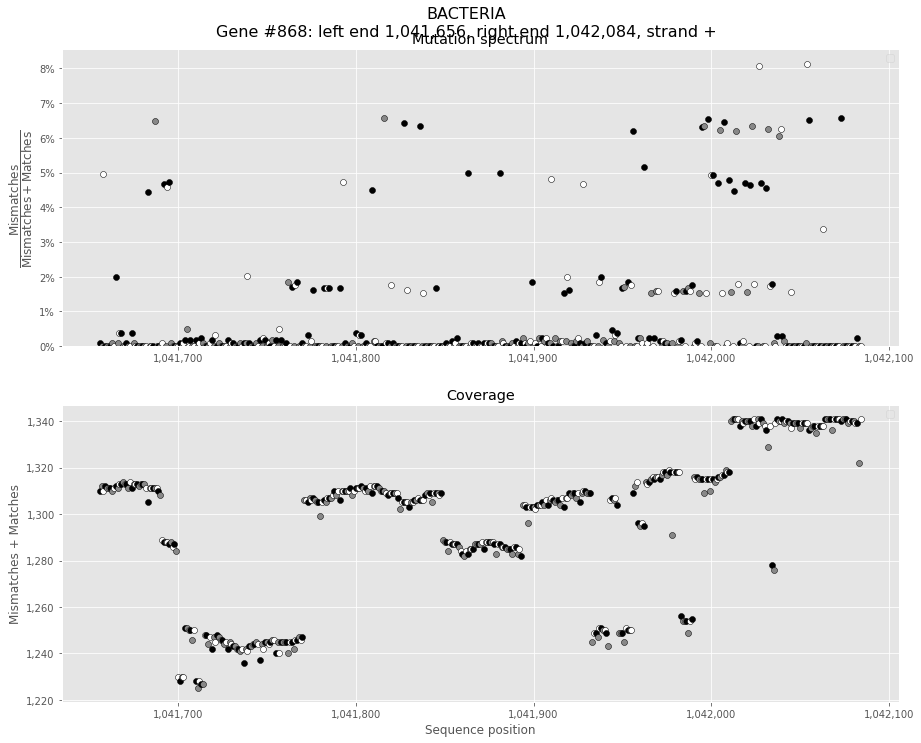 BACTERIA
Gene #868: left end 1,041,656, right end 1,042,084, strand +
Mutation spectrum
8%
7%
6%
5%
4%
3%
2%
1%
0%
Mismatches
Mismatches + Matches
1,041,700 1,041,800 1,041,900 1,042,000 1,042,100
Coverage
1,340
1,320
1,300
1,280
1,260
1,240
1,220
Mismatches + Matches
1,041,700 1,041,800 1,041,900 1,042,000 1,042,100
Sequence position